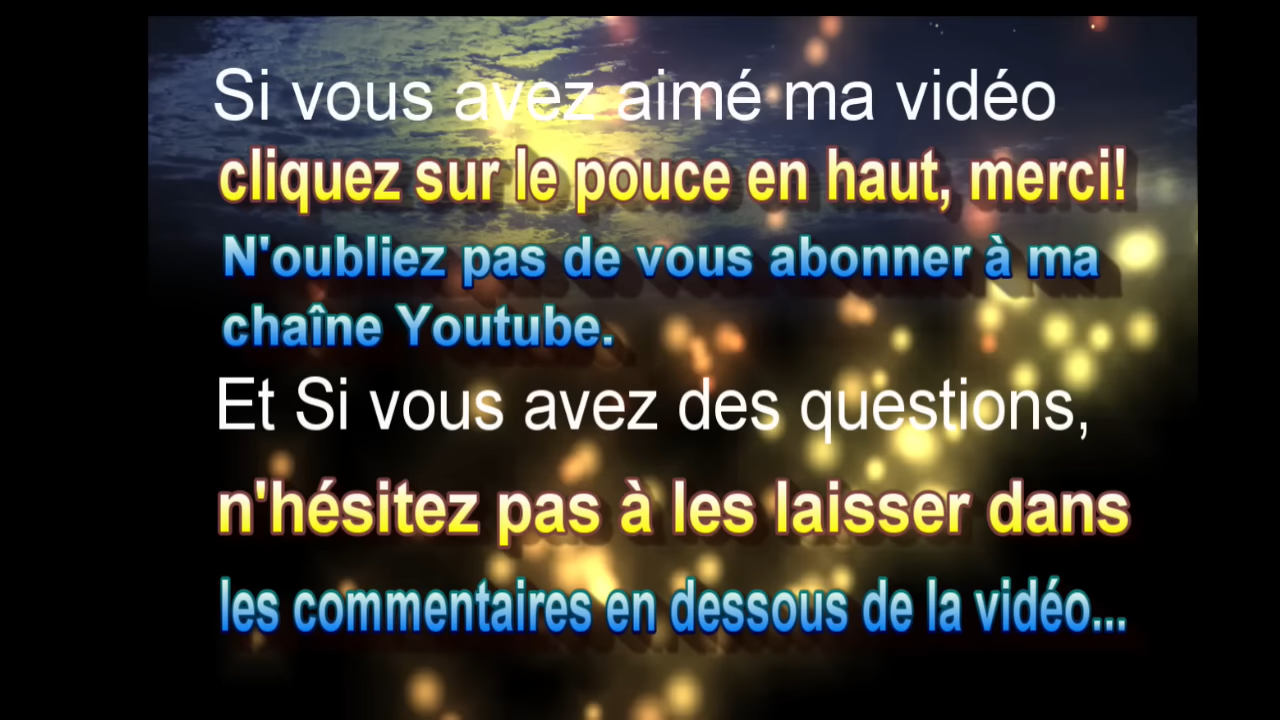 Si vous avez aimé ma vidéo
cliquez sur le pouce en haut, merci!
N'oubliez pas de vous abonner à ma
chaîne Youtube.
Et Si vous avez des questions,
n'hésitez pas à les laisser dans
les commentaires en dessous de la vidéo...